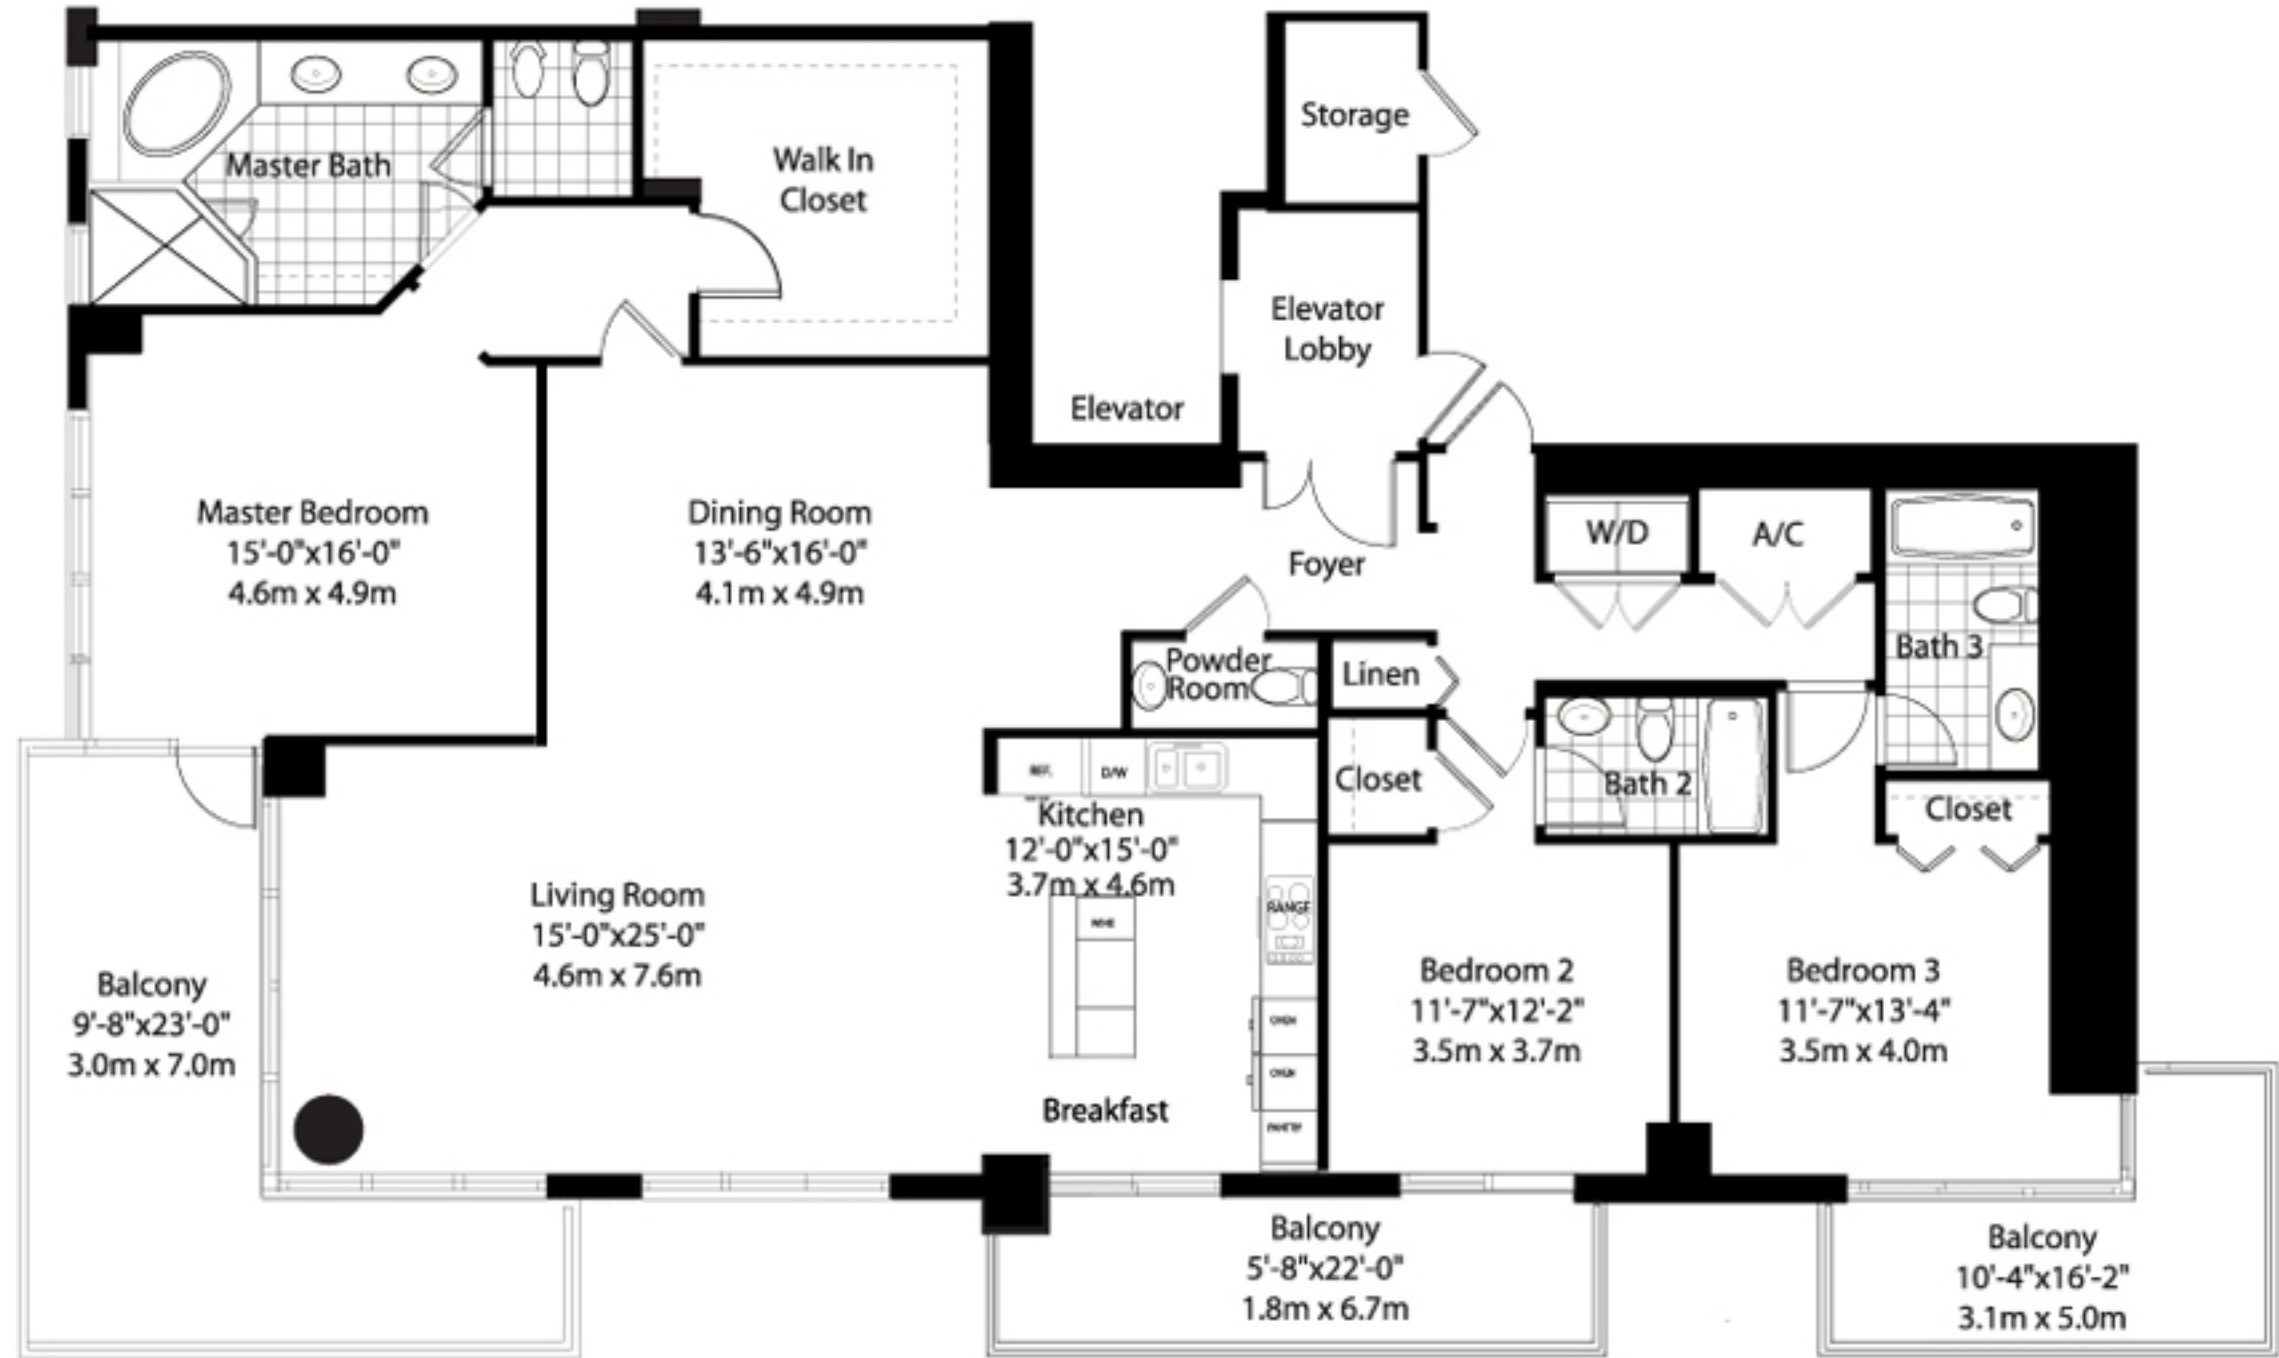 Storage
Master Bath
Walk In
Closet
Elevator
Lobby
Elevator
Master Bedroom
15'-0"x16'-0"
4.6m x 4.9m
Dining Room
13'-6"x16'-0"
4.1m x 4.9m
Foyer
W/D
A/C
Bath 3
Powder
Room
Linen
Closet
Bath 2
Closet
REF.
D/W
Kitchen
12'-0"x15'-0"
3.7m x 4.6m
WINE
RANGE
OVEN
OVEN
PANTRY
Breakfast
Living Room
15'-0"x25'-0"
4.6m x 7.6m
Balcony
9'-8"x23'-0"
3.0m x 7.0m
Bedroom 2
11'-7"x12'-2"
3.5m x 3.7m
Bedroom 3
11'-7"x13'-4"
3.5m x 4.0m
Balcony
5'-8"x22'-0"
1.8m x 6.7m
Balcony
10'-4"x16'-2"
3.1m x 5.0m